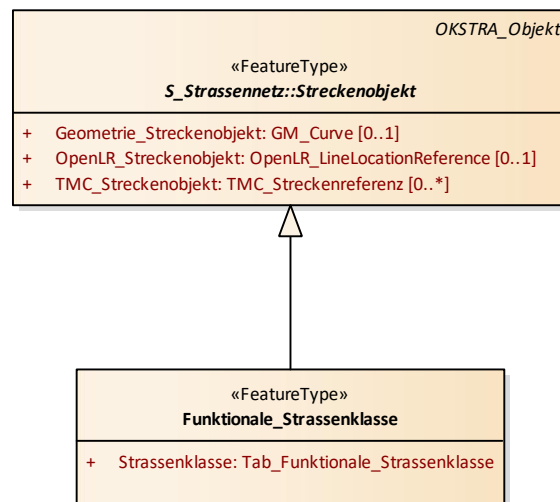 OKSTRA_Objekt
«FeatureType»
S_Strassennetz::Streckenobjekt
+ Geometrie_Streckenobjekt: GM_Curve [0..1]
+ OpenLR_Streckenobjekt: OpenLR_LineLocationReference [0..1]
+ TMC_Streckenobjekt: TMC_Streckenreferenz [0..*]
«FeatureType»
Funktionale_Strassenklasse
+ Strassenklasse: Tab_Funktionale_Strassenklasse